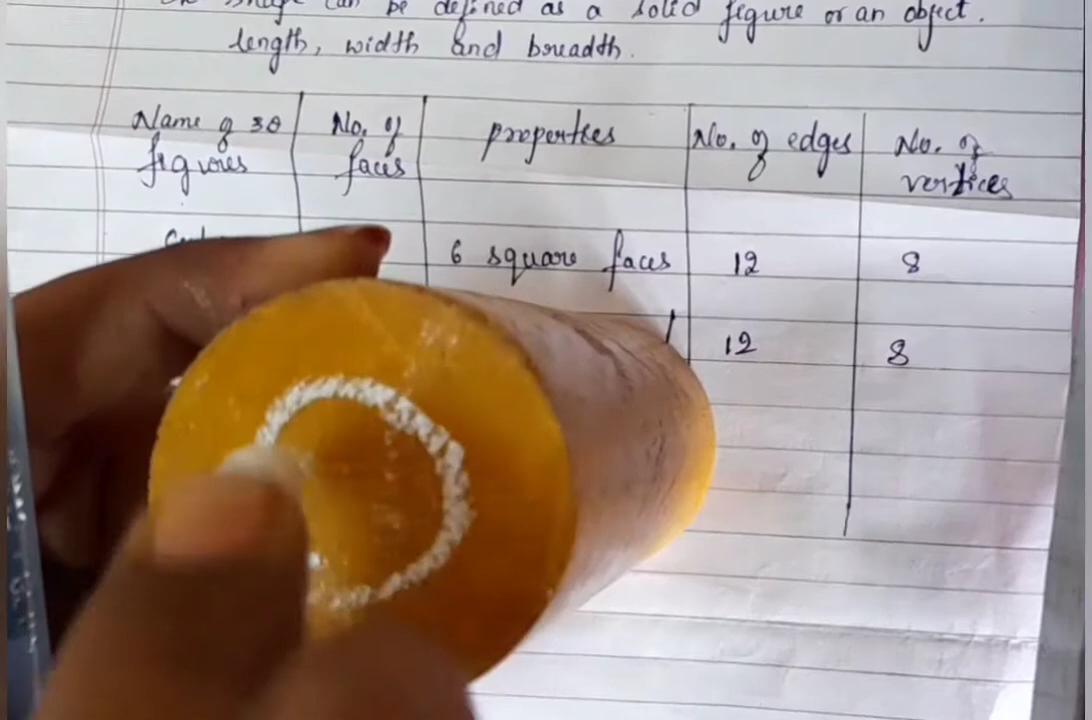 shape can be defined as a solid figure or an object.
length, width and breadth.
Name of 3D figures No. of faces properties No. of edges No. of vertices
6 square faces 12 8
12 8